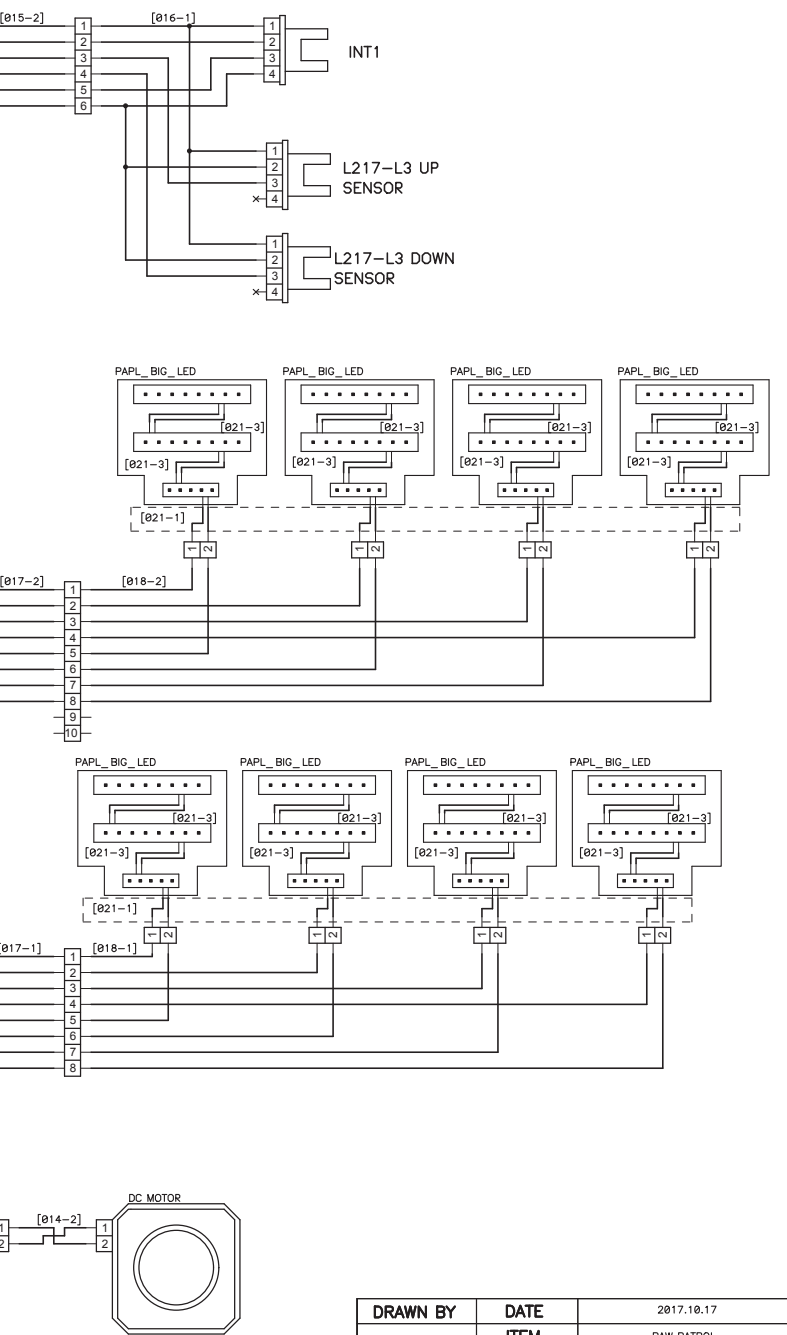 [015-2] 1 [016-1] 1
2 2
3 3
4 4
5
6
INT1
1
2
3
4
L217-L3 UP
SENSOR
1
2
3
4
L217-L3 DOWN
SENSOR
PAPL_BIG_LED PAPL_BIG_LED PAPL_BIG_LED PAPL_BIG_LED
[021-3] [021-3] [021-3] [021-3]
[021-3] [021-3] [021-3] [021-3]
[021-1]
1 2 1 2 1 2 1 2
[017-2] 1 [018-2]
2
3
4
5
6
7
8
9
10
PAPL_BIG_LED PAPL_BIG_LED PAPL_BIG_LED PAPL_BIG_LED
[021-3] [021-3] [021-3] [021-3]
[021-3] [021-3] [021-3] [021-3]
[021-1]
1 2 1 2 1 2 1 2
[017-1] 1 [018-1]
2
3
4
5
6
7
8
DC MOTOR
1 [014-2] 1
2 2
DRAWN BY DATE 2017.10.17
ITEM PAW PATROL